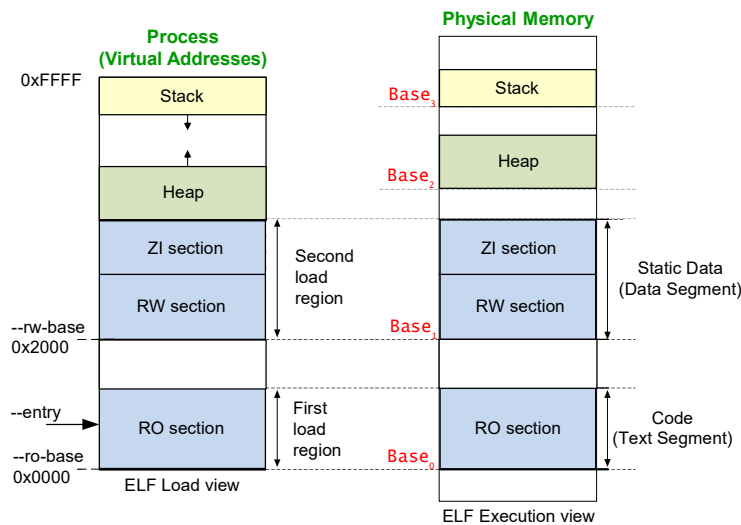 Process
(Virtual Addresses)
0xFFFF
Stack
Heap
ZI section
RW section
Second
load
region
--rw-base
0x2000
--entry
RO section
First
load
region
--ro-base
0x0000
ELF Load view
Physical Memory
Base3
Stack
Base2
Heap
ZI section
RW section
Base1
Static Data
(Data Segment)
RO section
Code
(Text Segment)
Base0
ELF Execution view